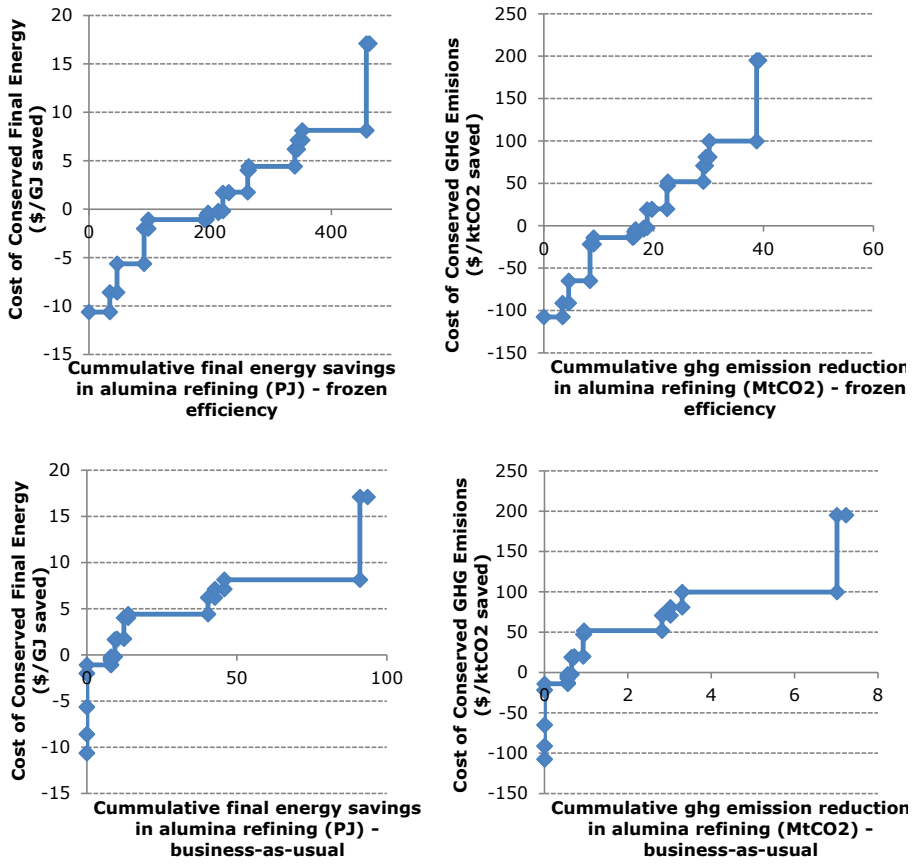 Cost of Conserved Final Energy
($/GJ saved)
20
15
10
5
0
-5
-10
-15
0
200
400
Cummulative final energy savings
in alumina refining (PJ) - frozen
efficiency
Cost of Conserved GHG Emisions
($/ktCO2 saved)
250
200
150
100
50
0
-50
-100
-150
0
20
40
60
Cummulative ghg emission reduction
in alumina refining (MtCO2) - frozen
efficiency
Cost of Conserved Final Energy
($/GJ saved)
20
15
10
5
0
-5
-10
-15
0
50
100
Cummulative final energy savings
in alumina refining (PJ) -
business-as-usual
Cost of Conserved GHG Emisions
($/ktCO2 saved)
250
200
150
100
50
0
-50
-100
-150
0
2
4
6
8
Cummulative ghg emission reduction
in alumina refining (MtCO2) -
business-as-usual